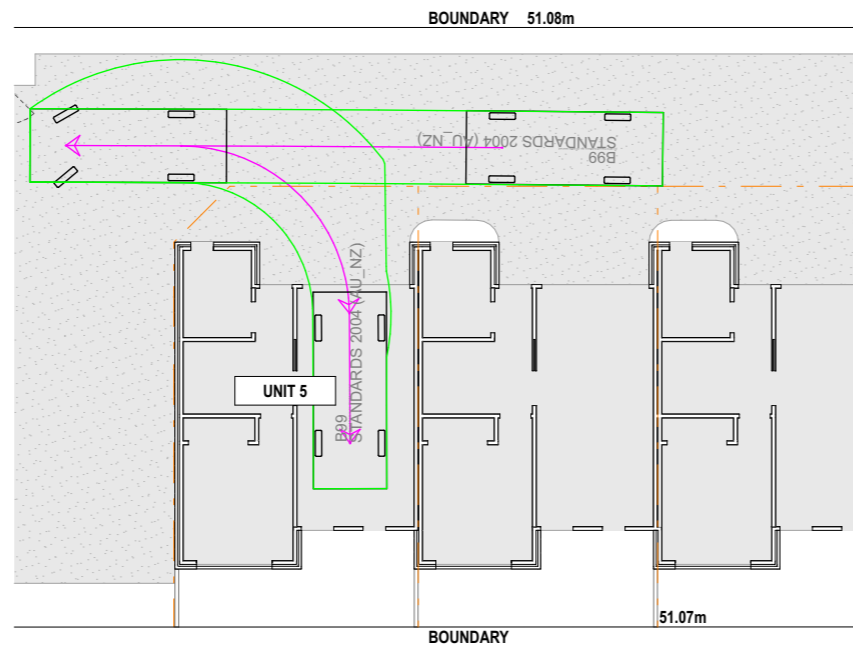 BOUNDARY 51.08m
STANDARDS 2004 (AU_NZ)
B99
UNIT 5
B99
STANDARDS 2004 (AU_NZ)
51.07m
BOUNDARY